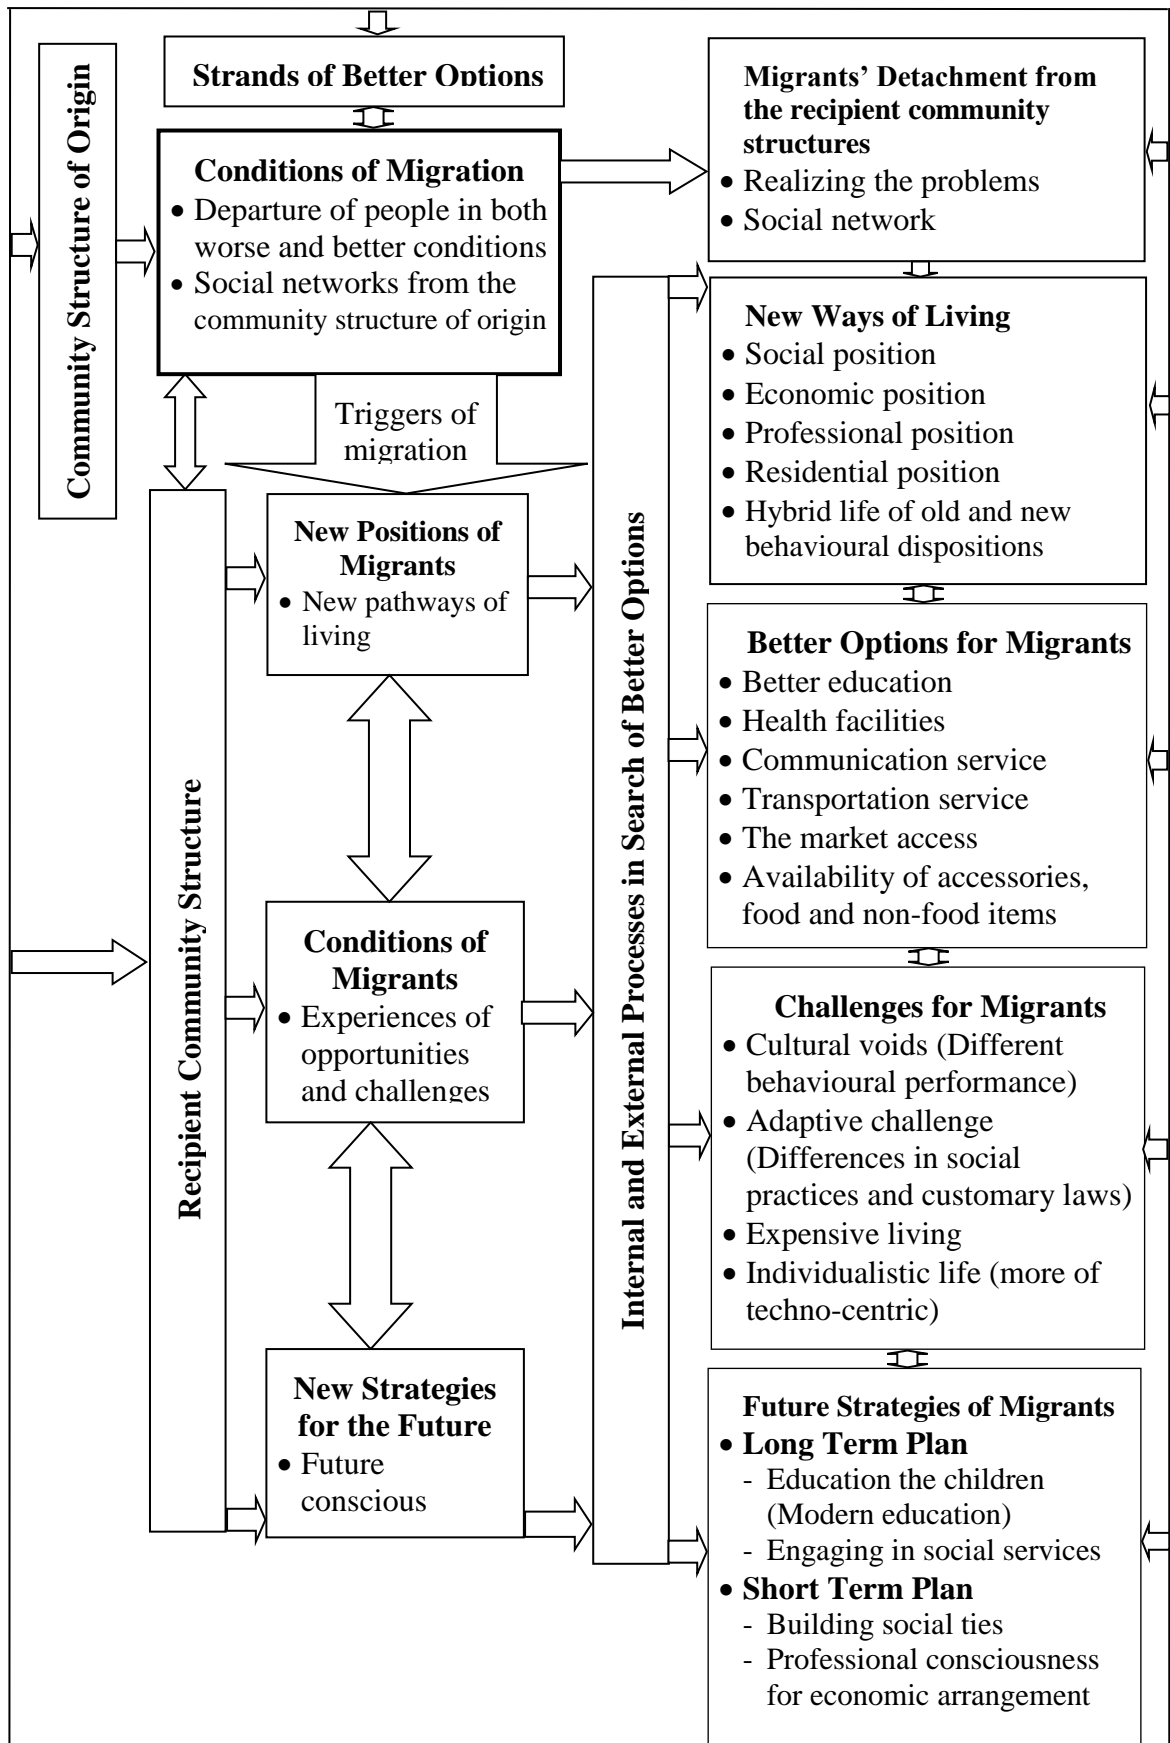 Strands of Better Options
Community Structure of Origin
Conditions of Migration
• Departure of people in both
worse and better conditions
• Social networks from the
community structure of origin
Triggers of
migration
Recipient Community Structure
New Positions of
Migrants
• New pathways of
living
Conditions of
Migrants
• Experiences of
opportunities
and challenges
New Strategies
for the Future
• Future
conscious
Internal and External Processes in Search of Better Options
Migrants’ Detachment from
the recipient community
structures
• Realizing the problems
• Social network
New Ways of Living
• Social position
• Economic position
• Professional position
• Residential position
• Hybrid life of old and new
behavioural dispositions
Better Options for Migrants
• Better education
• Health facilities
• Communication service
• Transportation service
• The market access
• Availability of accessories,
food and non-food items
Challenges for Migrants
• Cultural voids (Different
behavioural performance)
• Adaptive challenge
(Differences in social
practices and customary laws)
• Expensive living
• Individualistic life (more of
techno-centric)
Future Strategies of Migrants
• Long Term Plan
- Education the children
(Modern education)
- Engaging in social services
• Short Term Plan
- Building social ties
- Professional consciousness
for economic arrangement